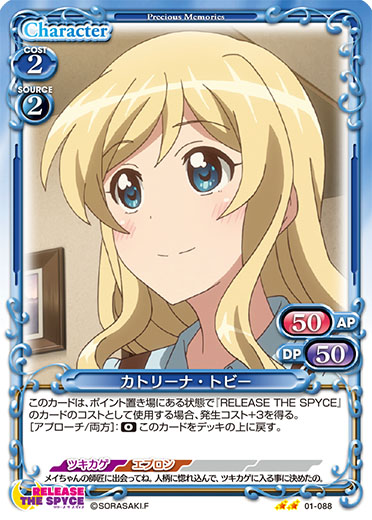 Precious Memories
Character
COST
2
SOURCE
2
50 AP
DP 50
カトリーナ・トビー
このカードは、ポイント置き場にある状態で『RELEASE THE SPYCE』
のカードのコストとして使用する場合、発生コスト+3を得る。
[アプローチ/両方]:0 このカードをデッキの上に戻す。
ツキカゲ エプロン
メイちゃんの師匠に出会ってね。人柄に惚れ込んで、ツキカゲに入る事に決めたの。
RELEASE
THE SPYCE
©SORASAKI.F
01-088